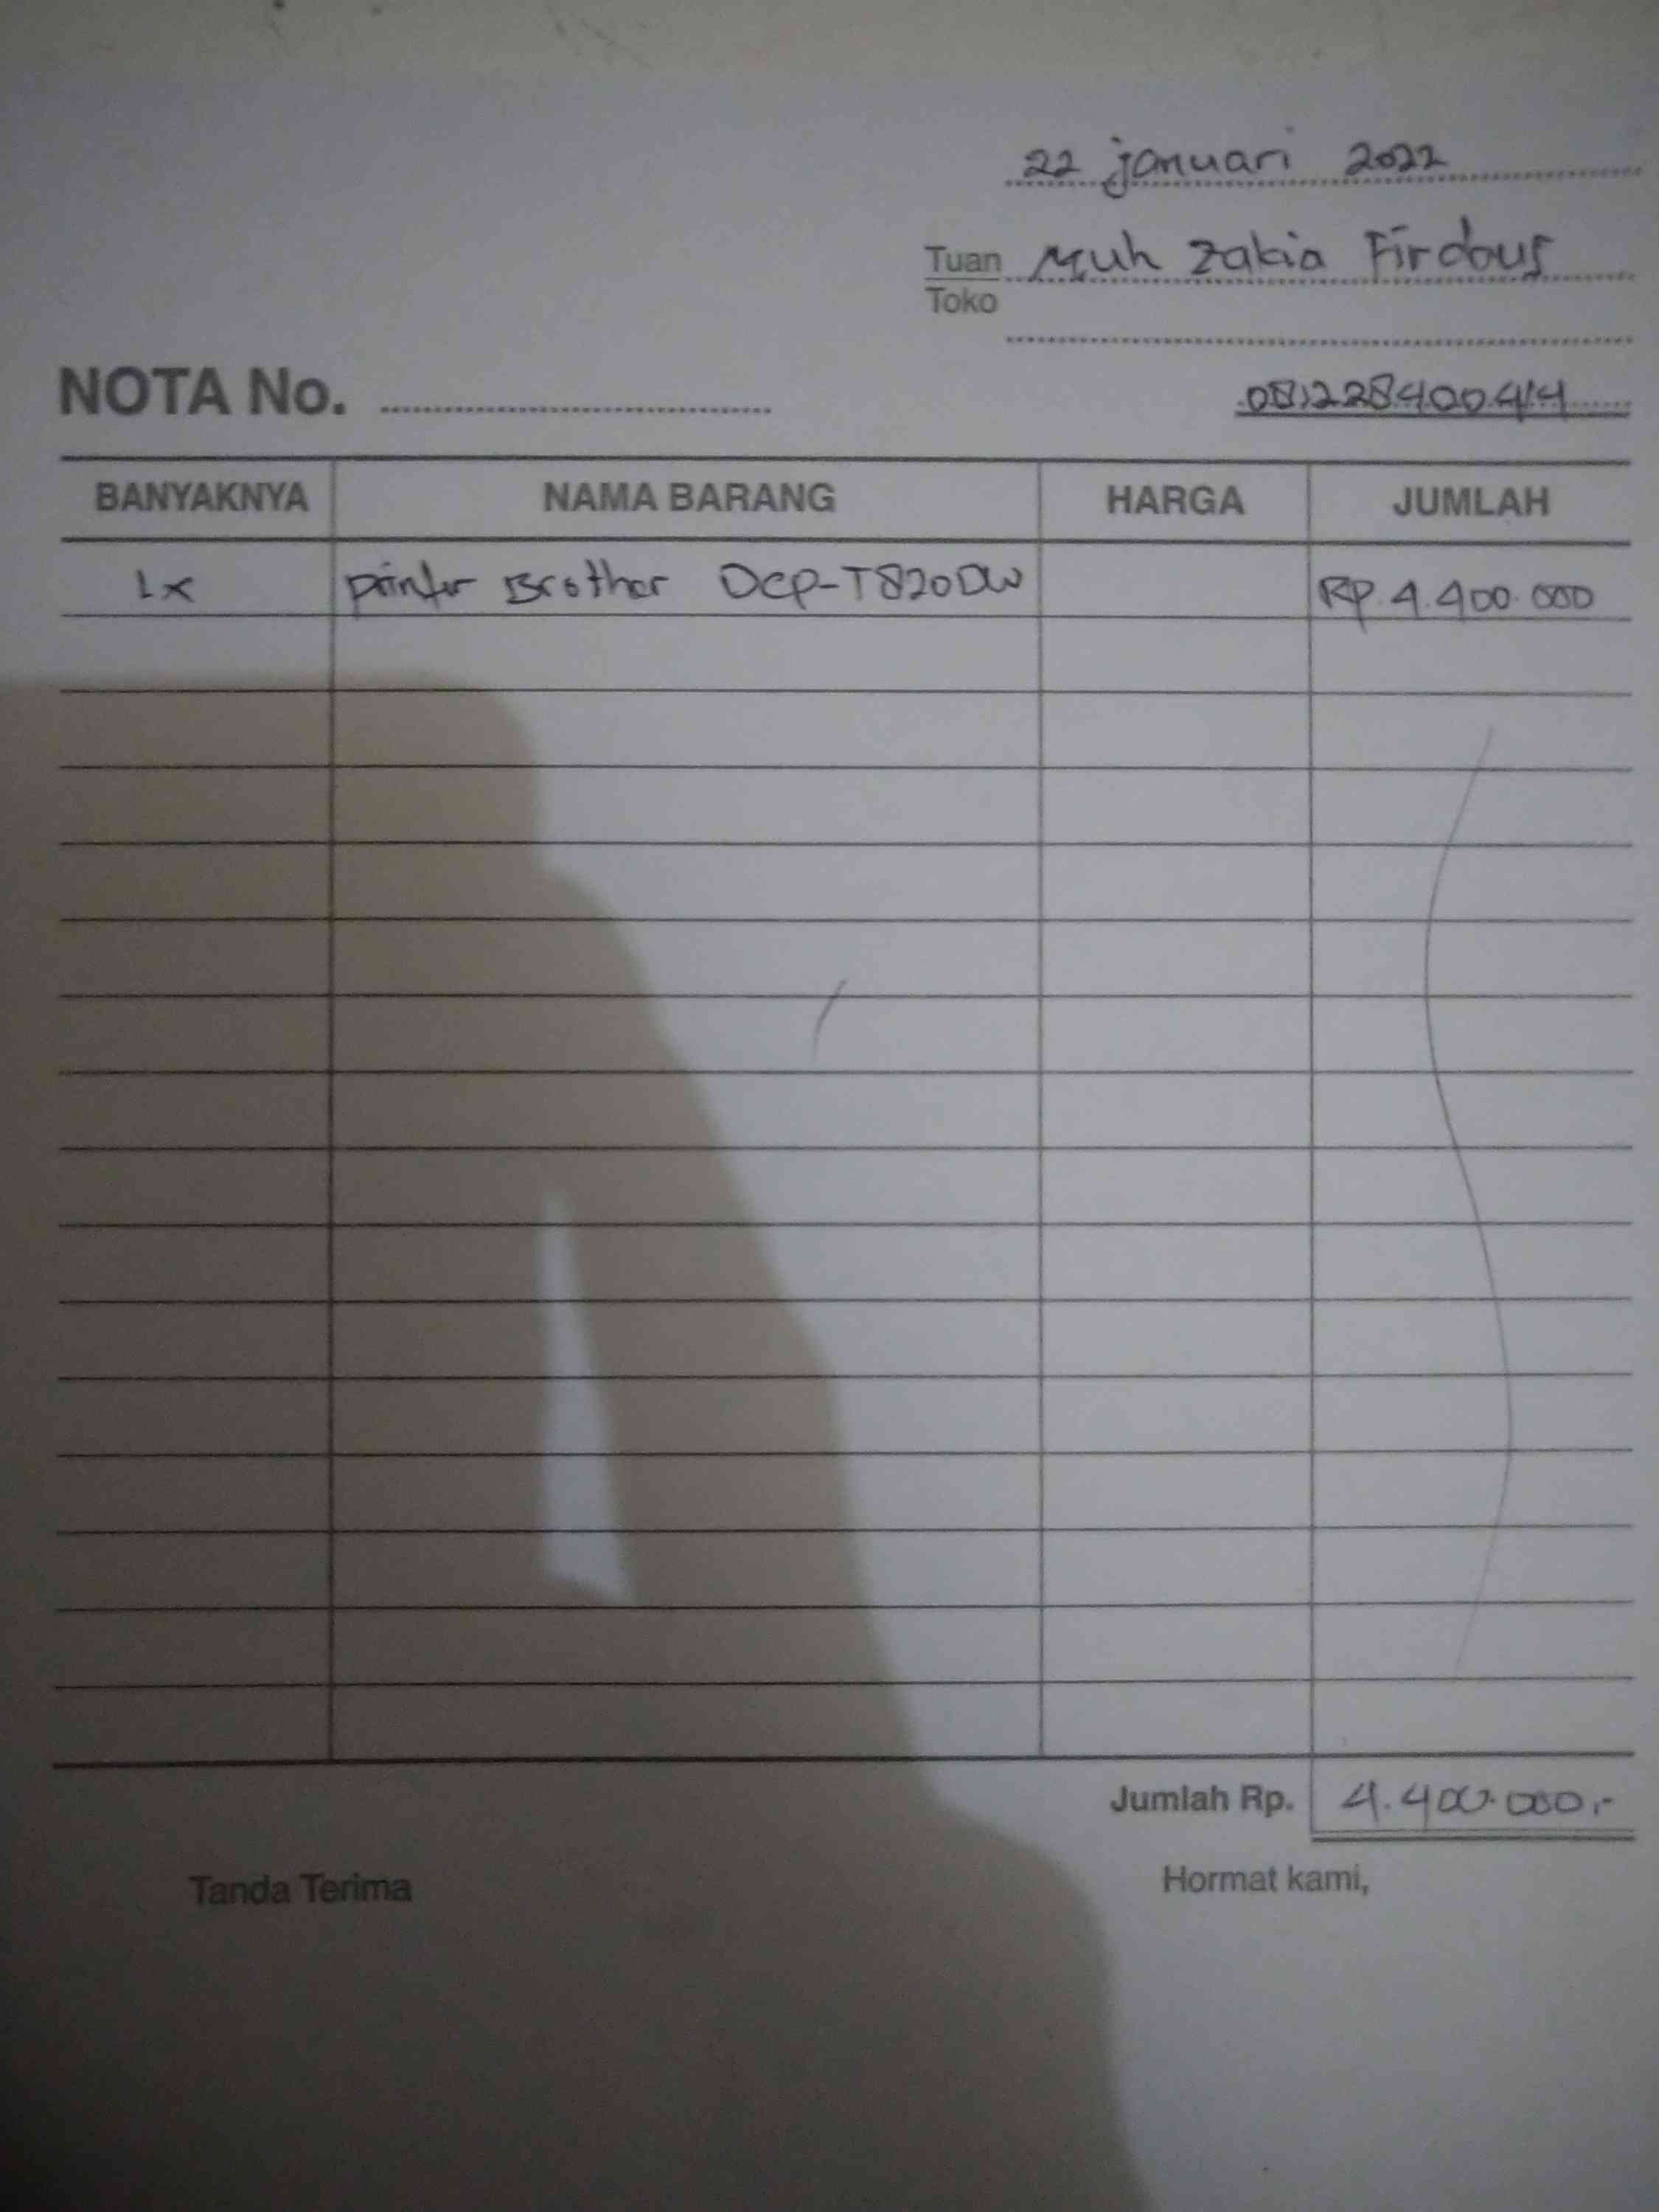 22 januari 2022
Tuan Muh Zakia Firdaus
Toko
NOTA No.
081228400414
BANYAKNYA NAMA BARANG HARGA JUMLAH
1x printer Brother DCP-T820DW Rp. 4.400.000
Jumlah Rp. 4.400.000,-
Tanda Terima Hormat kami,